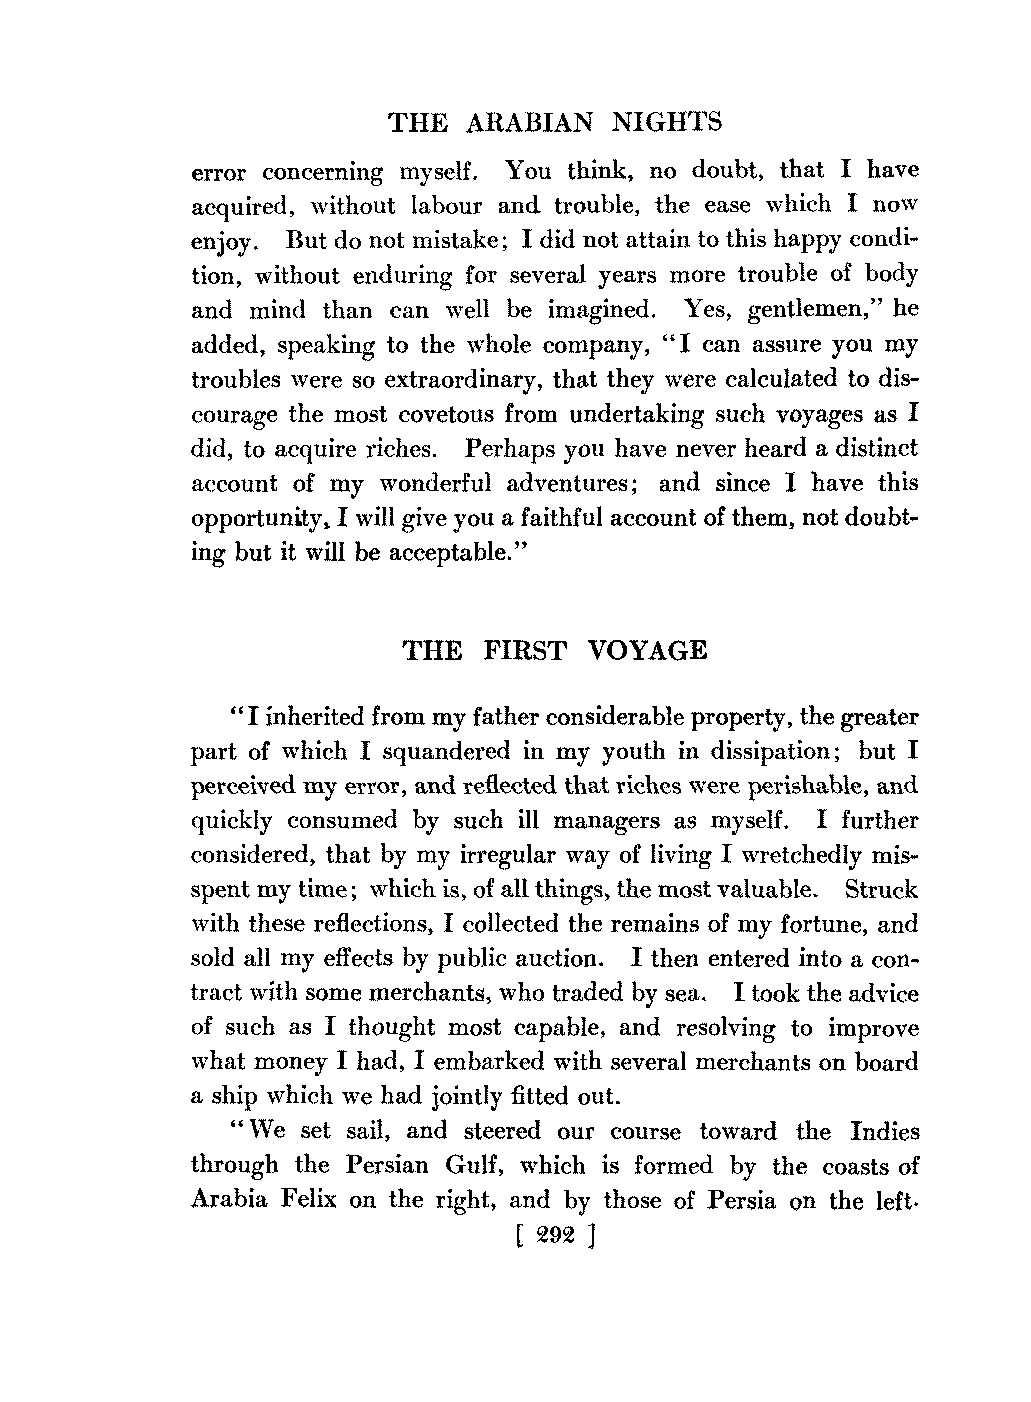 THE ARABIAN NIGHTS
error concerning myself. You think, no doubt, that I have
acquired, without labour and trouble, the ease which I now
enjoy. But do not mistake; I did not attain to this happy condi-
tion, without enduring for several years more trouble of body
and mind than can well be imagined. Yes, gentlemen,” he
added, speaking to the whole company, “I can assure you my
troubles were so extraordinary, that they were calculated to dis-
courage the most covetous from undertaking such voyages as I
did, to acquire riches. Perhaps you have never heard a distinct
account of my wonderful adventures; and since I have this
opportunity, I will give you a faithful account of them, not doubt-
ing but it will be acceptable.”
THE FIRST VOYAGE
“I inherited from my father considerable property, the greater
part of which I squandered in my youth in dissipation; but I
perceived my error, and reflected that riches were perishable, and
quickly consumed by such ill managers as myself. I further
considered, that by my irregular way of living I wretchedly mis-
spent my time; which is, of all things, the most valuable. Struck
with these reflections, I collected the remains of my fortune, and
sold all my effects by public auction. I then entered into a con-
tract with some merchants, who traded by sea. I took the advice
of such as I thought most capable, and resolving to improve
what money I had, I embarked with several merchants on board
a ship which we had jointly fitted out.
“We set sail, and steered our course toward the Indies
through the Persian Gulf, which is formed by the coasts of
Arabia Felix on the right, and by those of Persia on the left.
[ 292 ]